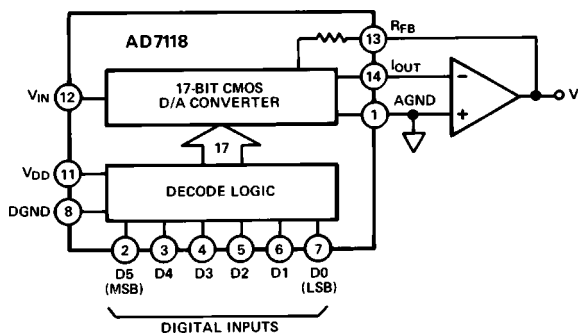 AD7118
13 RFB
VIN 12
17-BIT CMOS
D/A CONVERTER
14 IOUT
1 AGND
−
+
V
17
VDD 11
DGND 8
DECODE LOGIC
2 3 4 5 6 7
D5 D4 D3 D2 D1 D0
(MSB) (LSB)
DIGITAL INPUTS